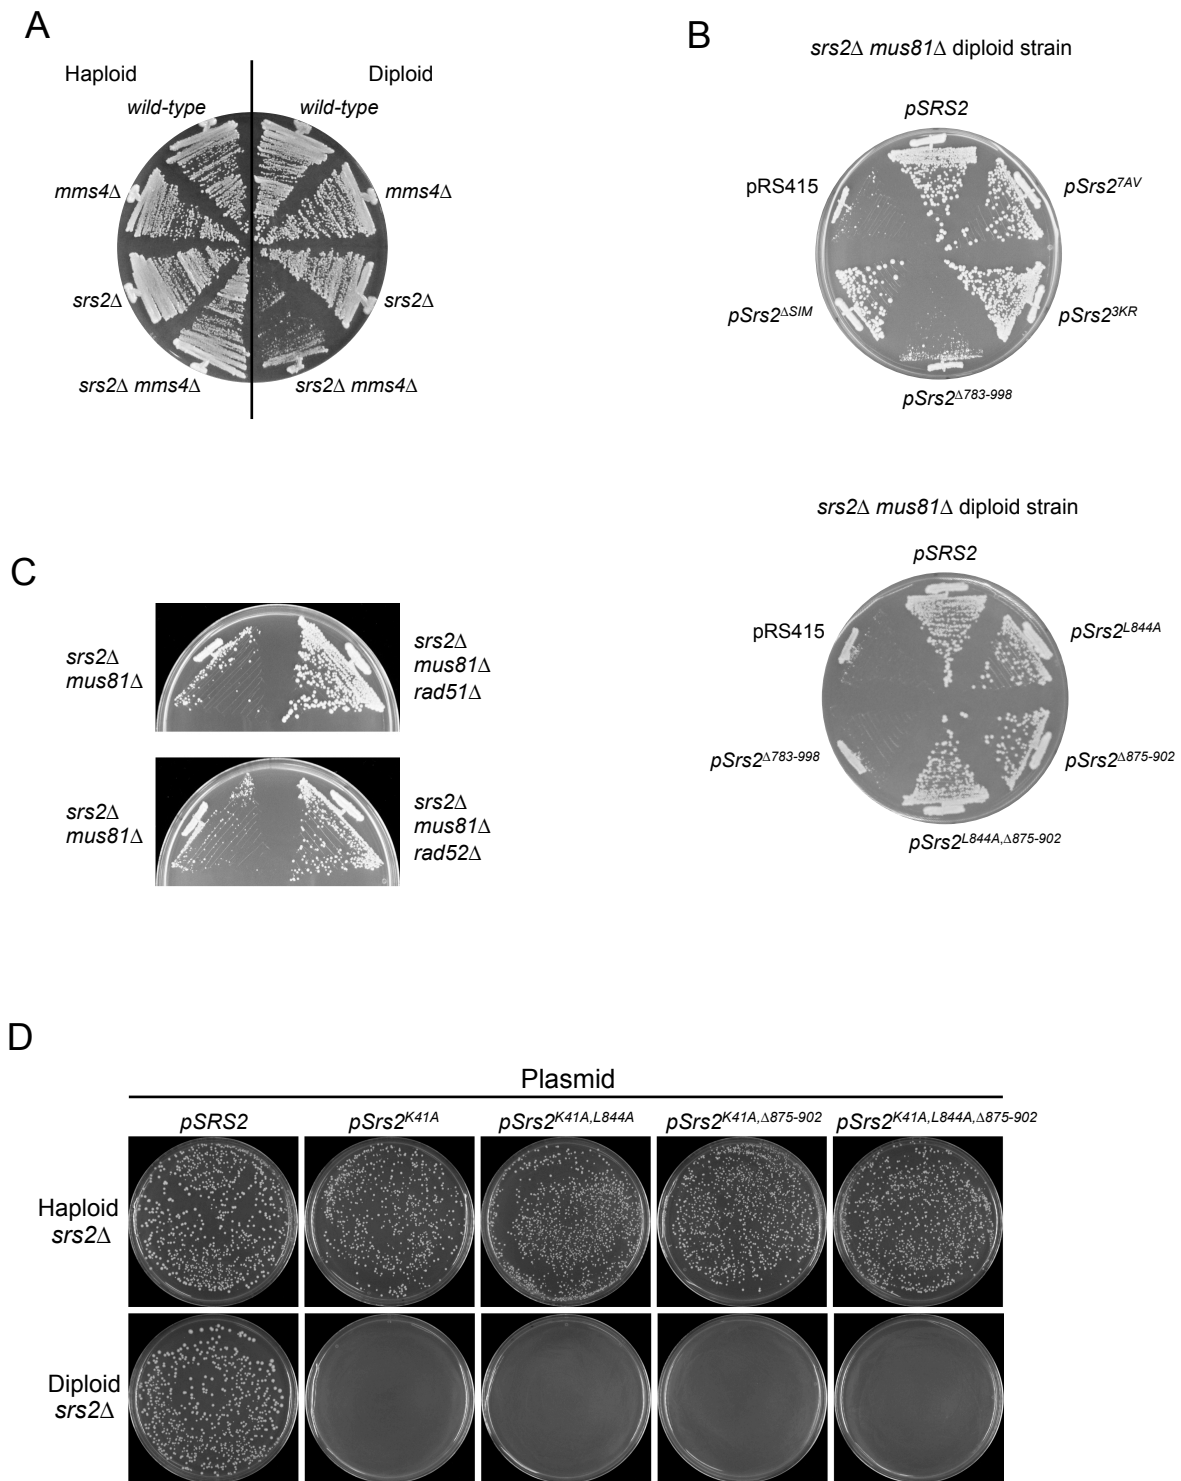 A
Haploid
Diploid
wild-type
wild-type
mms4Δ
mms4Δ
srs2Δ
srs2Δ
srs2Δ mms4Δ
srs2Δ mms4Δ
B
srs2Δ mus81Δ diploid strain
pSRS2
pRS415
pSrs2^7AV
pSrs2^ΔSIM
pSrs2^3KR
pSrs2^Δ783-998
srs2Δ mus81Δ diploid strain
pSRS2
pRS415
pSrs2^L844A
pSrs2^Δ783-998
pSrs2^Δ875-902
pSrs2^L844A,Δ875-902
C
srs2Δ
mus81Δ
srs2Δ
mus81Δ
rad51Δ
srs2Δ
mus81Δ
srs2Δ
mus81Δ
rad52Δ
D
Plasmid
pSRS2
pSrs2^K41A
pSrs2^K41A,L844A
pSrs2^K41A,Δ875-902
pSrs2^K41A,L844A,Δ875-902
Haploid
srs2Δ
Diploid
srs2Δ